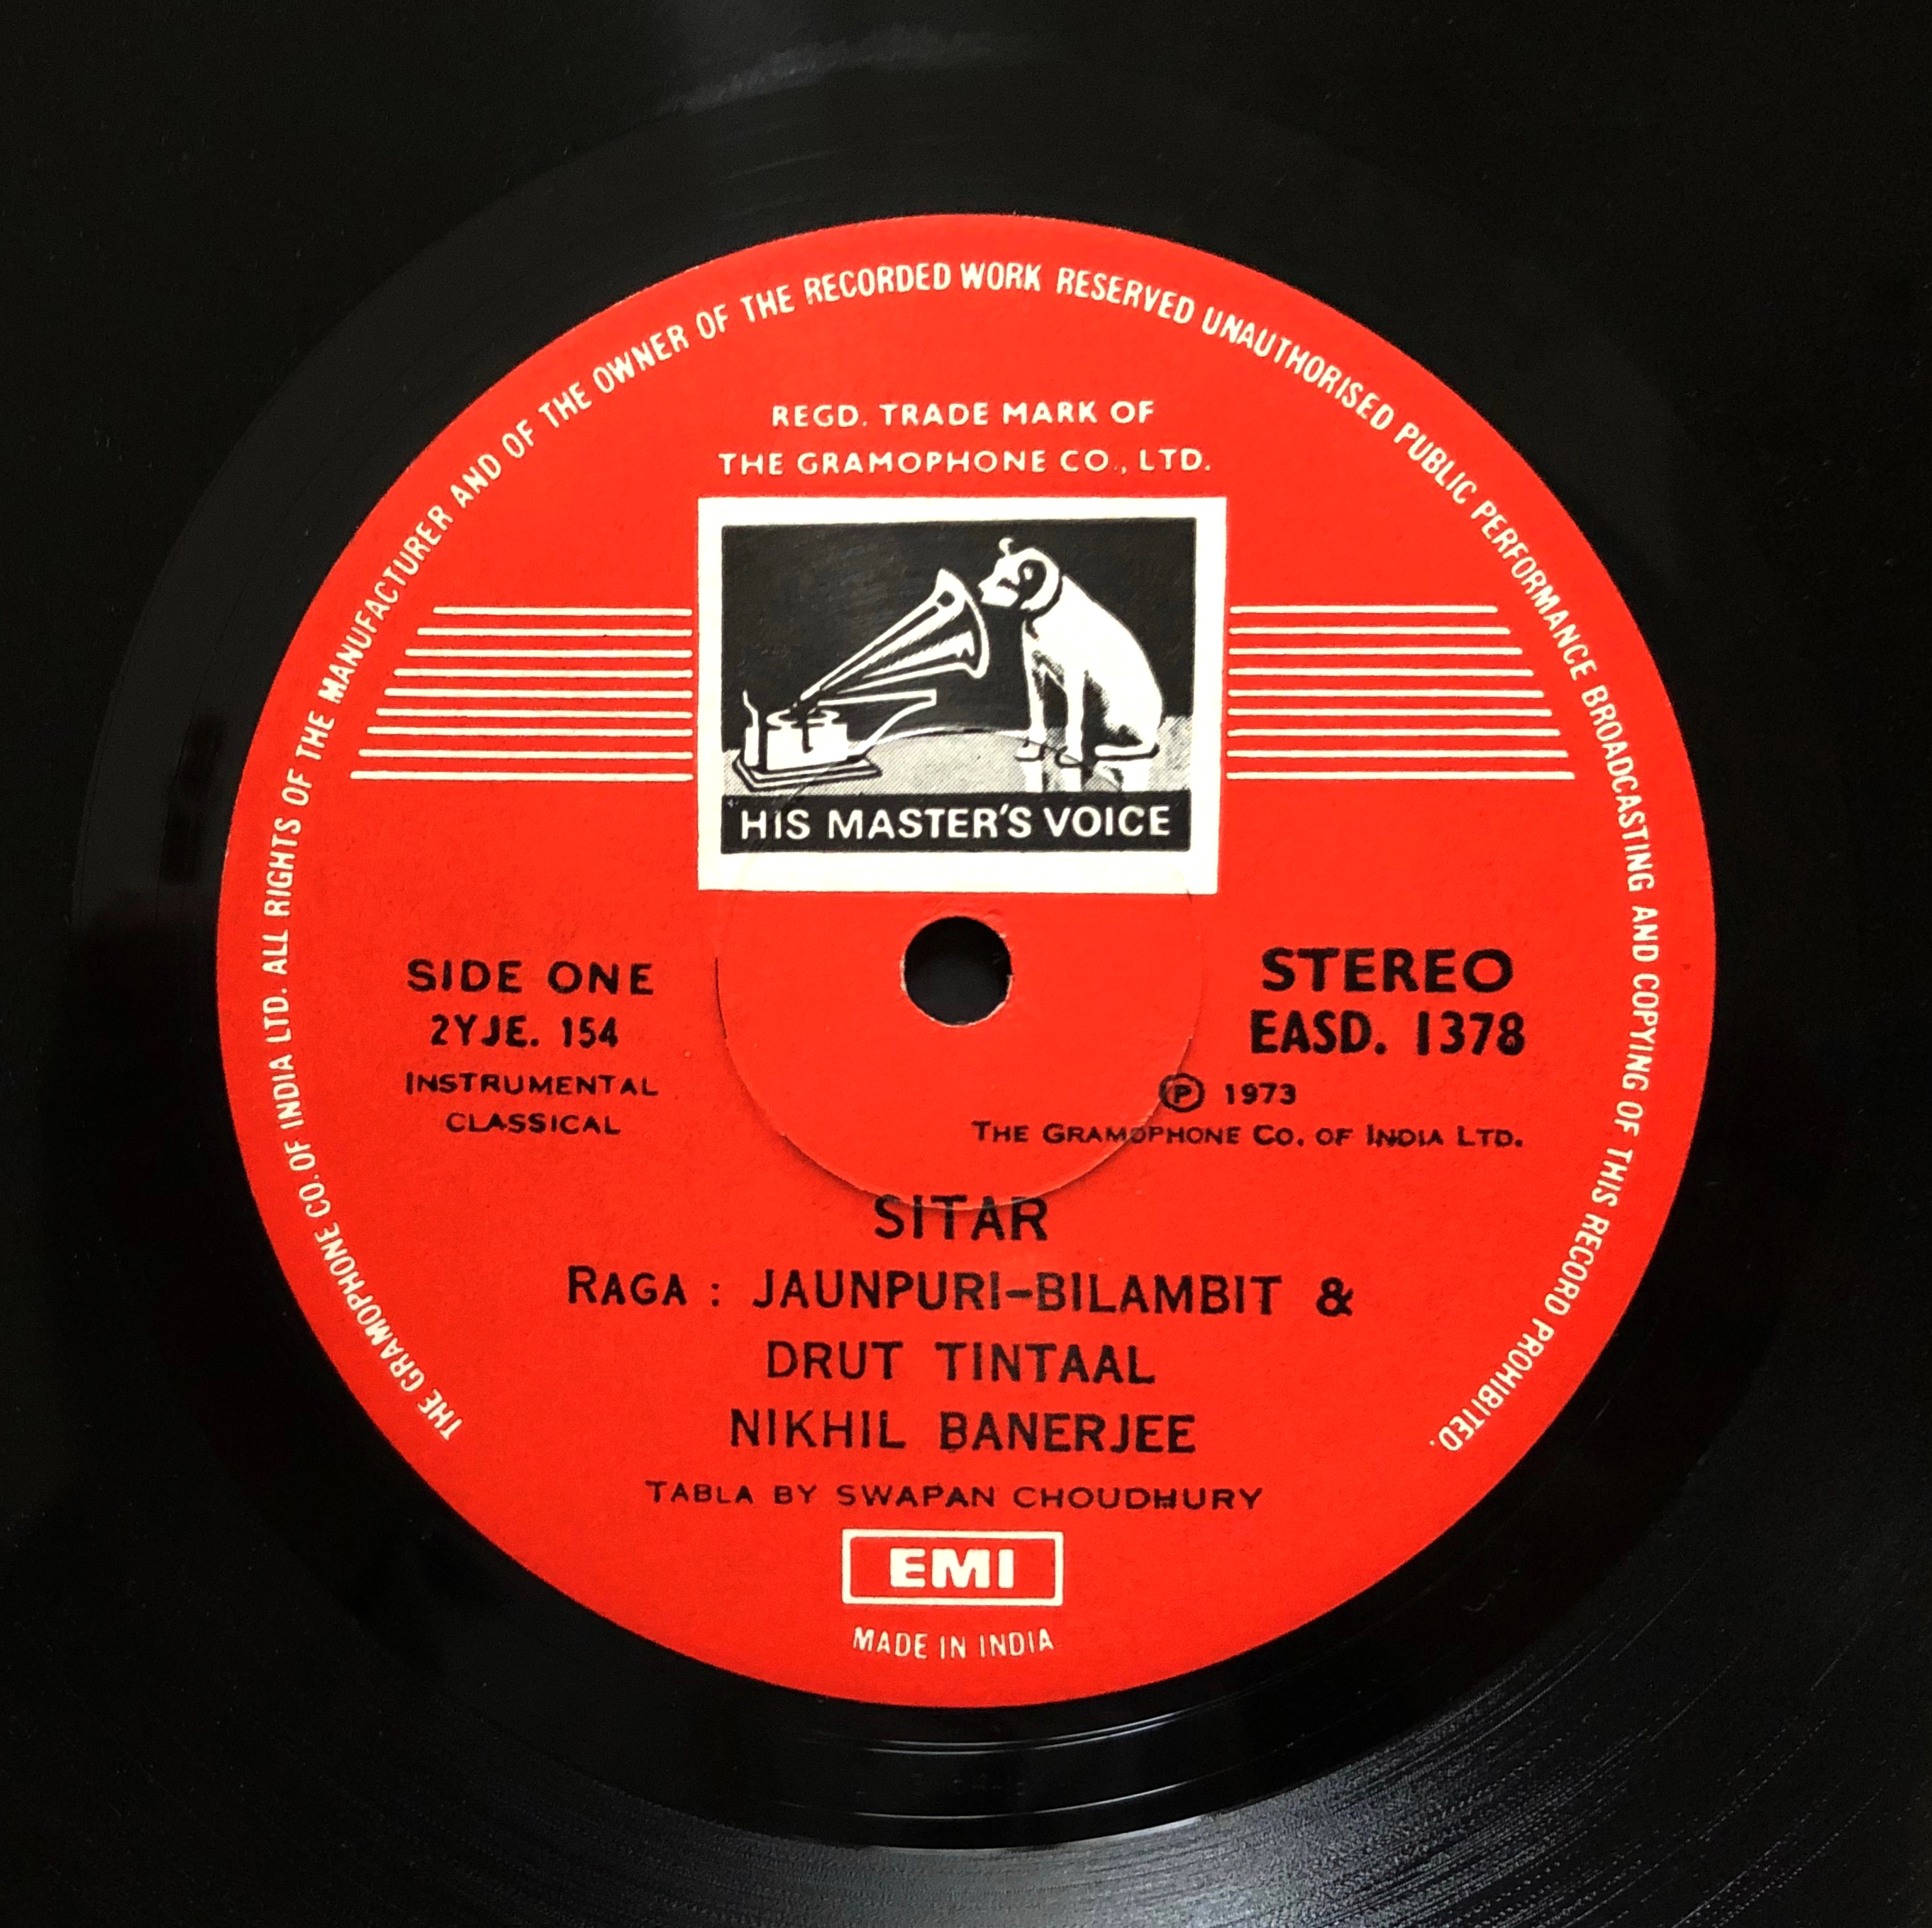 THE GRAMOPHONE CO. OF INDIA LTD. ALL RIGHTS OF THE MANUFACTURER AND OF THE OWNER OF THE RECORDED WORK RESERVED UNAUTHORISED PUBLIC PERFORMANCE BROADCASTING AND COPYING OF THIS RECORD PROHIBITED.
REGD. TRADE MARK OF
THE GRAMOPHONE CO., LTD.
HIS MASTER'S VOICE
SIDE ONE
2YJE. 154
INSTRUMENTAL
CLASSICAL
STEREO
EASD. 1378
℗ 1973
THE GRAMOPHONE CO. OF INDIA LTD.
SITAR
RAGA : JAUNPURI-BILAMBIT &
DRUT TINTAAL
NIKHIL BANERJEE
TABLA BY SWAPAN CHOUDHURY
EMI
MADE IN INDIA